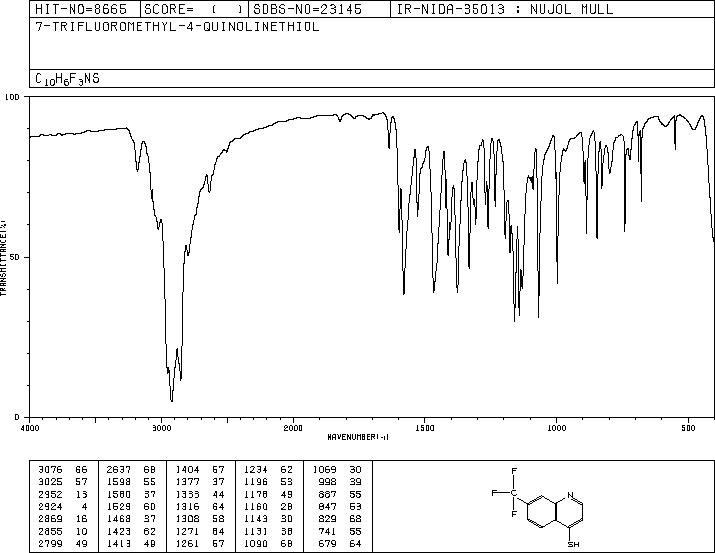 HIT-NO=8665 SCORE= ( ) SDBS-NO=23145 IR-NIDA-35013 : NUJOL MULL
7-TRIFLUOROMETHYL-4-QUINOLINETHIOL
C10H6F3NS
100
TRANSMITTANCE(%)
50
0
4000 3000 2000 1500 1000 500
WAVENUMBER(-1)
3076 66 2637 68 1404 57 1234 62 1069 30
3025 57 1598 55 1377 37 1196 53 998 39
2952 13 1580 37 1333 44 1178 49 887 55
2924 4 1529 60 1316 64 1160 28 847 53
2869 16 1468 37 1308 58 1143 30 829 68
2855 10 1423 62 1271 84 1131 38 741 55
2799 49 1413 48 1261 57 1090 68 679 64
F
F
C
F
N
SH